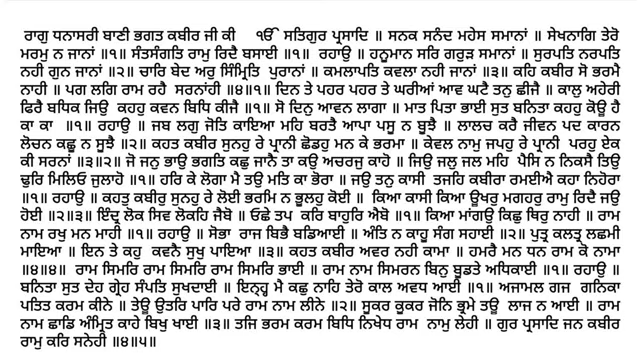 ਰਾਗੁ ਧਨਾਸਰੀ ਬਾਣੀ ਭਗਤ ਕਬੀਰ ਜੀ ਕੀ ੴ ਸਤਿਗੁਰ ਪ੍ਰਸਾਦਿ ॥ ਸਨਕ ਸਨੰਦ ਮਹੇਸ ਸਮਾਨਾਂ ॥ ਸੇਖਨਾਗਿ ਤੇਰੋ
ਮਰਮੁ ਨ ਜਾਨਾਂ ॥੧॥ ਸੰਤਸੰਗਤਿ ਰਾਮੁ ਰਿਦੈ ਬਸਾਈ ॥੧॥ ਰਹਾਉ ॥ ਹਨੂਮਾਨ ਸਰਿ ਗਰੁੜ ਸਮਾਨਾਂ ॥ ਸੁਰਪਤਿ ਨਰਪਤਿ
ਨਹੀ ਗੁਨ ਜਾਨਾਂ ॥੨॥ ਚਾਰਿ ਬੇਦ ਅਰੁ ਸਿੰਮ੍ਰਿਤਿ ਪੁਰਾਨਾਂ ॥ ਕਮਲਾਪਤਿ ਕਵਲਾ ਨਹੀ ਜਾਨਾਂ ॥੩॥ ਕਹਿ ਕਬੀਰ ਸੋ ਭਰਮੈ
ਨਾਹੀ ॥ ਪਗ ਲਗਿ ਰਾਮ ਰਹੈ ਸਰਨਾਂਹੀ ॥੪॥੧॥ ਦਿਨ ਤੇ ਪਹਰ ਪਹਰ ਤੇ ਘਰੀਆਂ ਆਵ ਘਟੈ ਤਨੁ ਛੀਜੈ ॥ ਕਾਲੁ ਅਹੇਰੀ
ਫਿਰੈ ਬਧਿਕ ਜਿਉ ਕਹਹੁ ਕਵਨ ਬਿਧਿ ਕੀਜੈ ॥੧॥ ਸੋ ਦਿਨੁ ਆਵਨ ਲਾਗਾ ॥ ਮਾਤ ਪਿਤਾ ਭਾਈ ਸੁਤ ਬਨਿਤਾ ਕਹਹੁ ਕੋਊ ਹੈ
ਕਾ ਕਾ ॥੧॥ ਰਹਾਉ ॥ ਜਬ ਲਗੁ ਜੋਤਿ ਕਾਇਆ ਮਹਿ ਬਰਤੈ ਆਪਾ ਪਸੂ ਨ ਬੂਝੈ ॥ ਲਾਲਚ ਕਰੈ ਜੀਵਨ ਪਦ ਕਾਰਨ
ਲੋਚਨ ਕਛੂ ਨ ਸੂਝੈ ॥੨॥ ਕਹਤ ਕਬੀਰ ਸੁਨਹੁ ਰੇ ਪ੍ਰਾਨੀ ਛੋਡਹੁ ਮਨ ਕੇ ਭਰਮਾ ॥ ਕੇਵਲ ਨਾਮੁ ਜਪਹੁ ਰੇ ਪ੍ਰਾਨੀ ਪਰਹੁ ਏਕ
ਕੀ ਸਰਨਾਂ ॥੩॥੨॥ ਜੋ ਜਨੁ ਭਾਉ ਭਗਤਿ ਕਛੁ ਜਾਨੈ ਤਾ ਕਉ ਅਚਰਜੁ ਕਾਹੋ ॥ ਜਿਉ ਜਲੁ ਜਲ ਮਹਿ ਪੈਸਿ ਨ ਨਿਕਸੈ ਤਿਉ
ਢੁਰਿ ਮਿਲਿਓ ਜੁਲਾਹੋ ॥੧॥ ਹਰਿ ਕੇ ਲੋਗਾ ਮੈ ਤਉ ਮਤਿ ਕਾ ਭੋਰਾ ॥ ਜਉ ਤਨੁ ਕਾਸੀ ਤਜਹਿ ਕਬੀਰਾ ਰਮਈਐ ਕਹਾ ਨਿਹੋਰਾ
॥੧॥ ਰਹਾਉ ॥ ਕਹਤੁ ਕਬੀਰੁ ਸੁਨਹੁ ਰੇ ਲੋਈ ਭਰਮਿ ਨ ਭੂਲਹੁ ਕੋਈ ॥ ਕਿਆ ਕਾਸੀ ਕਿਆ ਊਖਰੁ ਮਗਹਰੁ ਰਾਮੁ ਰਿਦੈ ਜਉ
ਹੋਈ ॥੨॥੩॥ ਇੰਦ੍ਰ ਲੋਕ ਸਿਵ ਲੋਕਹਿ ਜੈਬੋ ॥ ਓਛੇ ਤਪ ਕਰਿ ਬਾਹੁਰਿ ਐਬੋ ॥੧॥ ਕਿਆ ਮਾਂਗਉ ਕਿਛੁ ਥਿਰੁ ਨਾਹੀ ॥ ਰਾਮ
ਨਾਮ ਰਖੁ ਮਨ ਮਾਹੀ ॥੧॥ ਰਹਾਉ ॥ ਸੋਭਾ ਰਾਜ ਬਿਭੈ ਬਡਿਆਈ ॥ ਅੰਤਿ ਨ ਕਾਹੂ ਸੰਗ ਸਹਾਈ ॥੨॥ ਪੁਤ੍ਰ ਕਲਤ੍ਰ ਲਛਮੀ
ਮਾਇਆ ॥ ਇਨ ਤੇ ਕਹੁ ਕਵਨੈ ਸੁਖੁ ਪਾਇਆ ॥੩॥ ਕਹਤ ਕਬੀਰ ਅਵਰ ਨਹੀ ਕਾਮਾ ॥ ਹਮਰੈ ਮਨ ਧਨ ਰਾਮ ਕੋ ਨਾਮਾ
॥੪॥੪॥ ਰਾਮ ਸਿਮਰਿ ਰਾਮ ਸਿਮਰਿ ਰਾਮ ਸਿਮਰਿ ਭਾਈ ॥ ਰਾਮ ਨਾਮ ਸਿਮਰਨ ਬਿਨੁ ਬੂਡਤੇ ਅਧਿਕਾਈ ॥੧॥ ਰਹਾਉ ॥
ਬਨਿਤਾ ਸੁਤ ਦੇਹ ਗ੍ਰੇਹ ਸੰਪਤਿ ਸੁਖਦਾਈ ॥ ਇਨ੍ਹ੍ਹ ਮੈ ਕਛੁ ਨਾਹਿ ਤੇਰੋ ਕਾਲ ਅਵਧ ਆਈ ॥੧॥ ਅਜਾਮਲ ਗਜ ਗਨਿਕਾ
ਪਤਿਤ ਕਰਮ ਕੀਨੇ ॥ ਤੇਊ ਉਤਰਿ ਪਾਰਿ ਪਰੇ ਰਾਮ ਨਾਮ ਲੀਨੇ ॥੨॥ ਸੂਕਰ ਕੂਕਰ ਜੋਨਿ ਭ੍ਰਮੇ ਤਊ ਲਾਜ ਨ ਆਈ ॥ ਰਾਮ
ਨਾਮ ਛਾਡਿ ਅੰਮ੍ਰਿਤ ਕਾਹੇ ਬਿਖੁ ਖਾਈ ॥੩॥ ਤਜਿ ਭਰਮ ਕਰਮ ਬਿਧਿ ਨਿਖੇਧ ਰਾਮ ਨਾਮੁ ਲੇਹੀ ॥ ਗੁਰ ਪ੍ਰਸਾਦਿ ਜਨ ਕਬੀਰ
ਰਾਮੁ ਕਰਿ ਸਨੇਹੀ ॥੪॥੫॥